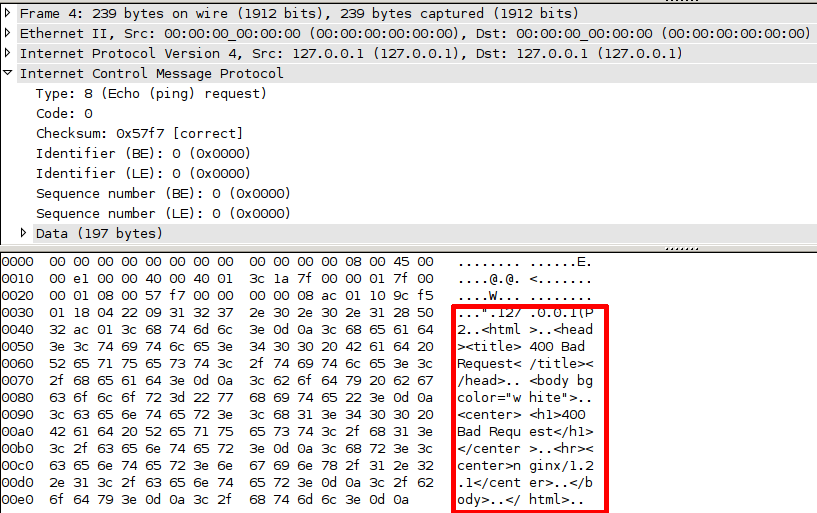 Frame 4: 239 bytes on wire (1912 bits), 239 bytes captured (1912 bits)
Ethernet II, Src: 00:00:00_00:00:00 (00:00:00:00:00:00), Dst: 00:00:00_00:00:00 (00:00:00:00:00:00)
Internet Protocol Version 4, Src: 127.0.0.1 (127.0.0.1), Dst: 127.0.0.1 (127.0.0.1)
Internet Control Message Protocol
Type: 8 (Echo (ping) request)
Code: 0
Checksum: 0x57f7 [correct]
Identifier (BE): 0 (0x0000)
Identifier (LE): 0 (0x0000)
Sequence number (BE): 0 (0x0000)
Sequence number (LE): 0 (0x0000)
Data (197 bytes)
0000 00 00 00 00 00 00 00 00 00 00 00 00 08 00 45 00 ........ ......E.
0010 00 e1 00 00 40 00 40 01 3c 1a 7f 00 00 01 7f 00 ....@.@. <.......
0020 00 01 08 00 57 f7 00 00 00 00 08 ac 01 10 9c f5 ....W... ........
0030 01 18 04 22 09 31 32 37 2e 30 2e 30 2e 31 28 50 ...".127 .0.0.1(P
0040 32 ac 01 3c 68 74 6d 6c 3e 0d 0a 3c 68 65 61 64 2..<html >..<head
0050 3e 3c 74 69 74 6c 65 3e 34 30 30 20 42 61 64 20 ><title> 400 Bad
0060 52 65 71 75 65 73 74 3c 2f 74 69 74 6c 65 3e 3c Request< /title><
0070 2f 68 65 61 64 3e 0d 0a 3c 62 6f 64 79 20 62 67 /head>.. <body bg
0080 63 6f 6c 6f 72 3d 22 77 68 69 74 65 22 3e 0d 0a color="w hite">..
0090 3c 63 65 6e 74 65 72 3e 3c 68 31 3e 34 30 30 20 <center> <h1>400
00a0 42 61 64 20 52 65 71 75 65 73 74 3c 2f 68 31 3e Bad Requ est</h1>
00b0 3c 2f 63 65 6e 74 65 72 3e 0d 0a 3c 68 72 3e 3c </center >..<hr><
00c0 63 65 6e 74 65 72 3e 6e 67 69 6e 78 2f 31 2e 32 center>n ginx/1.2
00d0 2e 31 3c 2f 63 65 6e 74 65 72 3e 0d 0a 3c 2f 62 .1</cent er>..</b
00e0 6f 64 79 3e 0d 0a 3c 2f 68 74 6d 6c 3e 0d 0a ody>..</ html>..